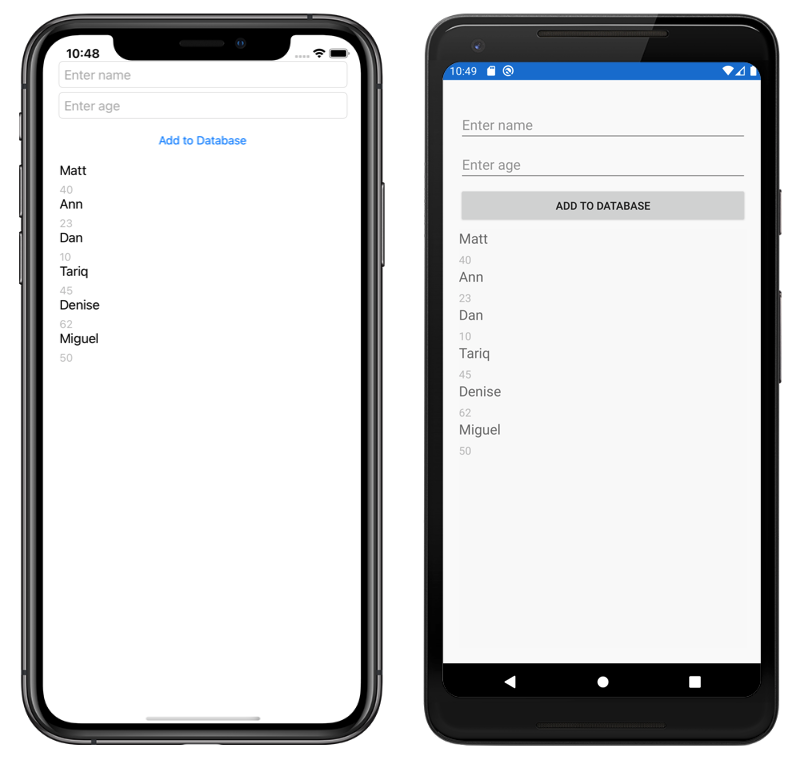 10:48
Enter name
Enter age
Add to Database
Matt
40
Ann
23
Dan
10
Tariq
45
Denise
62
Miguel
50
10:49
Enter name
Enter age
ADD TO DATABASE
Matt
40
Ann
23
Dan
10
Tariq
45
Denise
62
Miguel
50